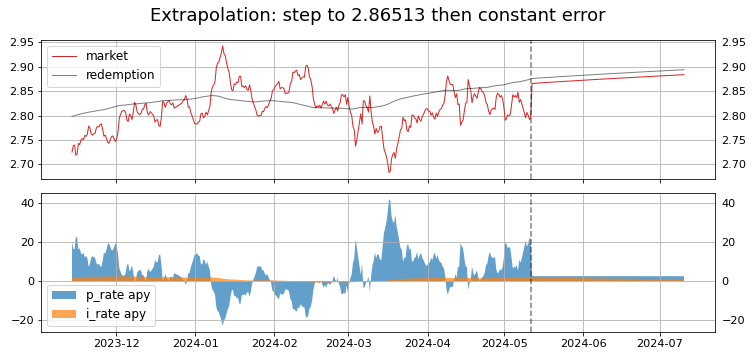 Extrapolation: step to 2.86513 then constant error
2.95 2.95
market
redemption
2.90 2.90
2.85 2.85
2.80 2.80
2.75 2.75
2.70 2.70
40 40
20 20
0 0
p_rate apy
i_rate apy
−20 −20
2023-12 2024-01 2024-02 2024-03 2024-04 2024-05 2024-06 2024-07